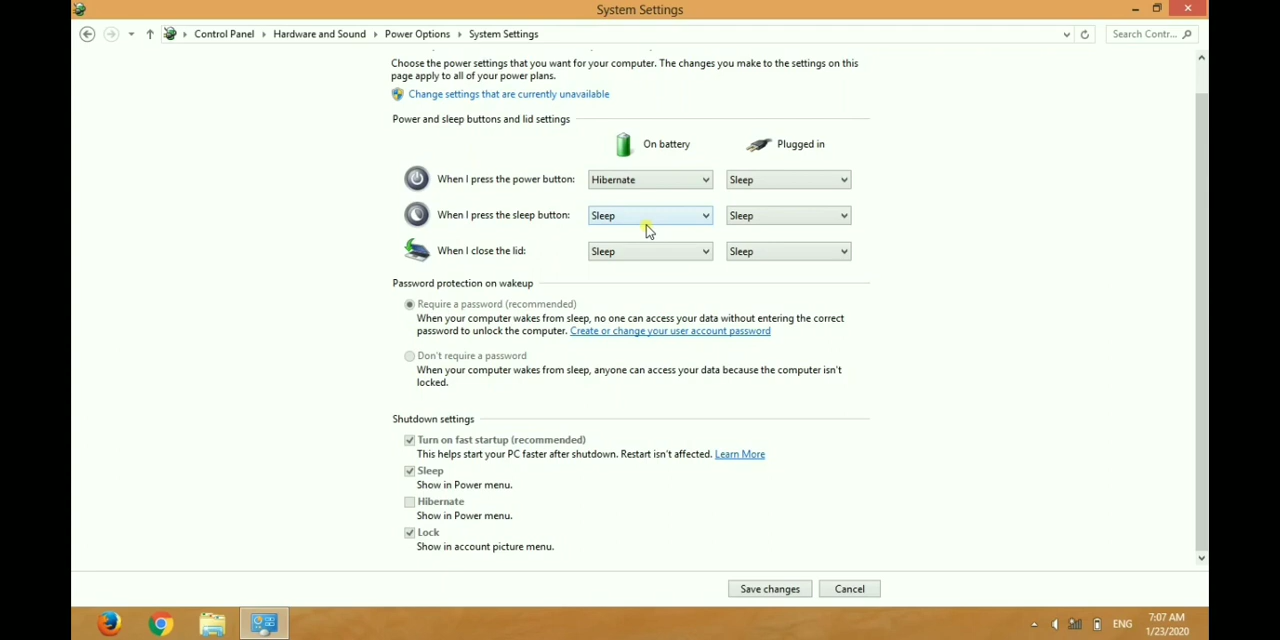 System Settings
Control Panel
Hardware and Sound
Power Options
System Settings
Search Contr...
Choose the power settings that you want for your computer. The changes you make to the settings on this
page apply to all of your power plans.
Change settings that are currently unavailable
Power and sleep buttons and lid settings
On battery
Plugged in
When I press the power button:
Hibernate
Sleep
When I press the sleep button:
Sleep
Sleep
When I close the lid:
Sleep
Sleep
Password protection on wakeup
Require a password (recommended)
When your computer wakes from sleep, no one can access your data without entering the correct
password to unlock the computer. Create or change your user account password
Don't require a password
When your computer wakes from sleep, anyone can access your data because the computer isn't
locked.
Shutdown settings
Turn on fast startup (recommended)
This helps start your PC faster after shutdown. Restart isn't affected. Learn More
Sleep
Show in Power menu.
Hibernate
Show in Power menu.
Lock
Show in account picture menu.
Save changes
Cancel
ENG
7:07 AM
1/23/2020